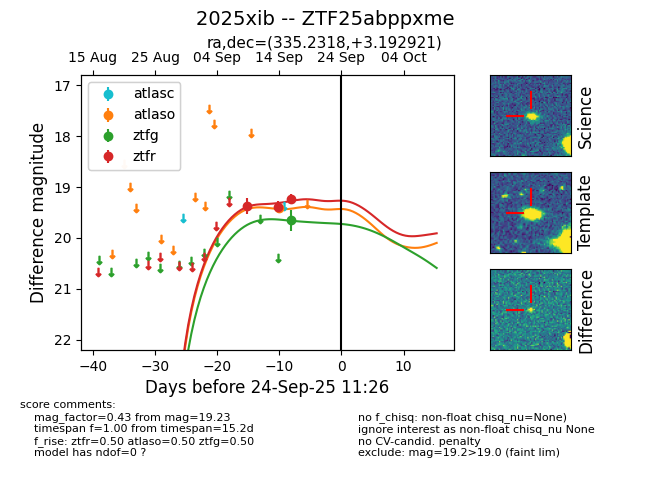 2025xib -- ZTF25abppxme
ra,dec=(335.2318,+3.192921)
15 Aug 25 Aug 04 Sep 14 Sep 24 Sep 04 Oct
17
18
19
20
21
22
Difference magnitude
atlasc
atlaso
ztfg
ztfr
−40 −30 −20 −10 0 10
Days before 24-Sep-25 11:26
Science
Template
Difference
score comments:
mag_factor=0.43 from mag=19.23
timespan f=1.00 from timespan=15.2d
f_rise: ztfr=0.50 atlaso=0.50 ztfg=0.50
model has ndof=0 ?
no f_chisq: non-float chisq_nu=None)
ignore interest as non-float chisq_nu None
no CV-candid. penalty
exclude: mag=19.2>19.0 (faint lim)